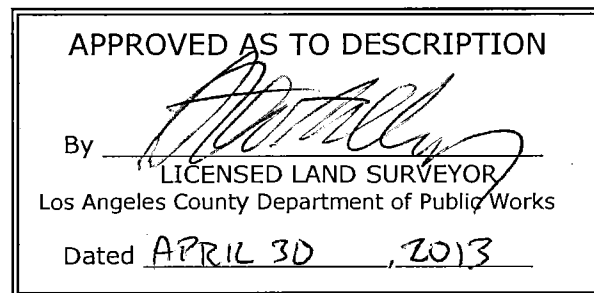 APPROVED AS TO DESCRIPTION
By
LICENSED LAND SURVEYOR
Los Angeles County Department of Public Works
Dated APRIL 30, 2013